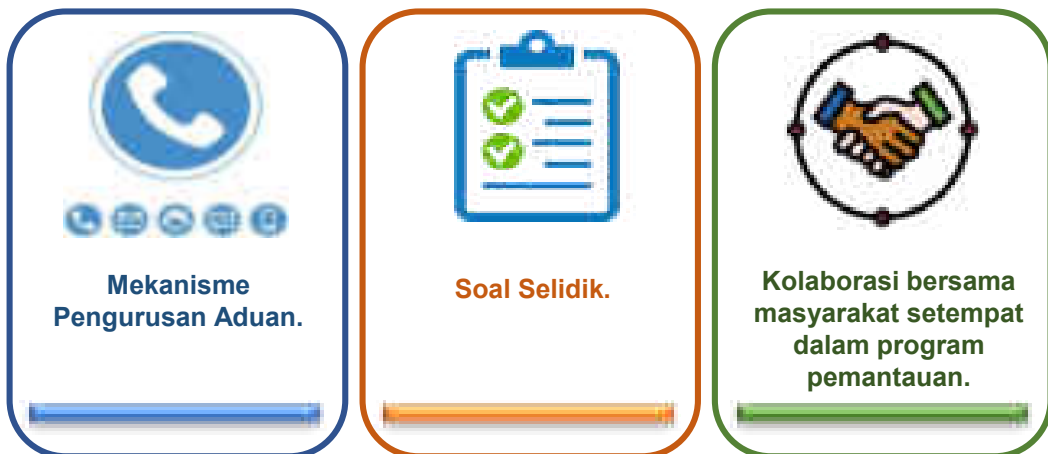 Mekanisme
Pengurusan Aduan.
Soal Selidik.
Kolaborasi bersama
masyarakat setempat
dalam program
pemantauan.